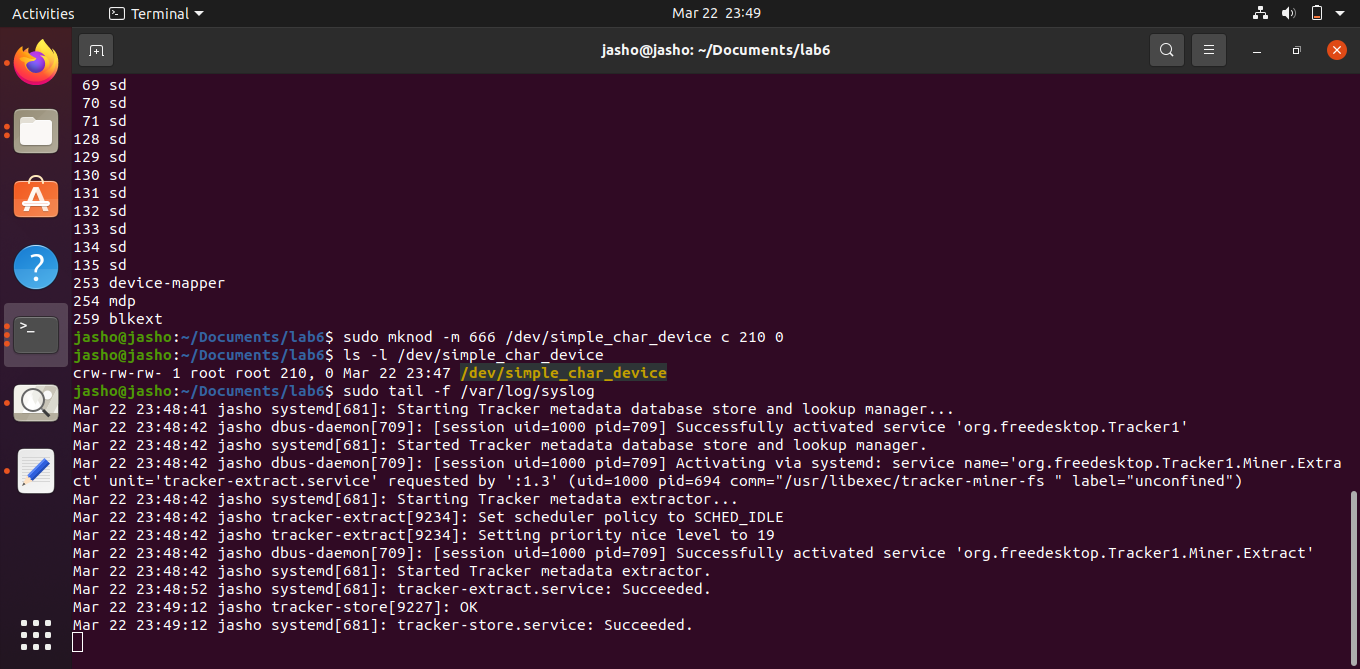 Activities Terminal Mar 22 23:49
jasho@jasho: ~/Documents/lab6
69 sd
70 sd
71 sd
128 sd
129 sd
130 sd
131 sd
132 sd
133 sd
134 sd
135 sd
253 device-mapper
254 mdp
259 blkext
jasho@jasho:~/Documents/lab6$ sudo mknod -m 666 /dev/simple_char_device c 210 0
jasho@jasho:~/Documents/lab6$ ls -l /dev/simple_char_device
crw-rw-rw- 1 root root 210, 0 Mar 22 23:47 /dev/simple_char_device
jasho@jasho:~/Documents/lab6$ sudo tail -f /var/log/syslog
Mar 22 23:48:41 jasho systemd[681]: Starting Tracker metadata database store and lookup manager...
Mar 22 23:48:42 jasho dbus-daemon[709]: [session uid=1000 pid=709] Successfully activated service 'org.freedesktop.Tracker1'
Mar 22 23:48:42 jasho systemd[681]: Started Tracker metadata database store and lookup manager.
Mar 22 23:48:42 jasho dbus-daemon[709]: [session uid=1000 pid=709] Activating via systemd: service name='org.freedesktop.Tracker1.Miner.Extra
ct' unit='tracker-extract.service' requested by ':1.3' (uid=1000 pid=694 comm="/usr/libexec/tracker-miner-fs " label="unconfined")
Mar 22 23:48:42 jasho systemd[681]: Starting Tracker metadata extractor...
Mar 22 23:48:42 jasho tracker-extract[9234]: Set scheduler policy to SCHED_IDLE
Mar 22 23:48:42 jasho tracker-extract[9234]: Setting priority nice level to 19
Mar 22 23:48:42 jasho dbus-daemon[709]: [session uid=1000 pid=709] Successfully activated service 'org.freedesktop.Tracker1.Miner.Extract'
Mar 22 23:48:42 jasho systemd[681]: Started Tracker metadata extractor.
Mar 22 23:48:52 jasho systemd[681]: tracker-extract.service: Succeeded.
Mar 22 23:49:12 jasho tracker-store[9227]: OK
Mar 22 23:49:12 jasho systemd[681]: tracker-store.service: Succeeded.